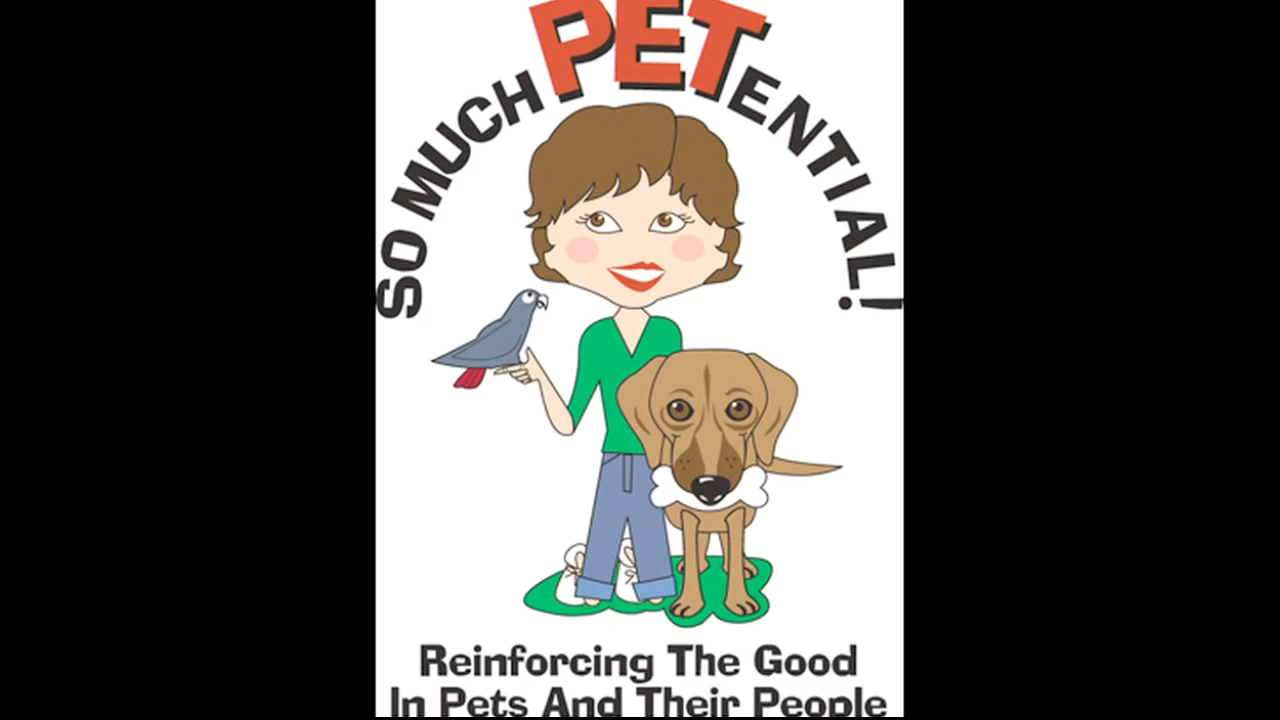 SO MUCH PETENTIAL!
Reinforcing The Good
In Pets And Their People